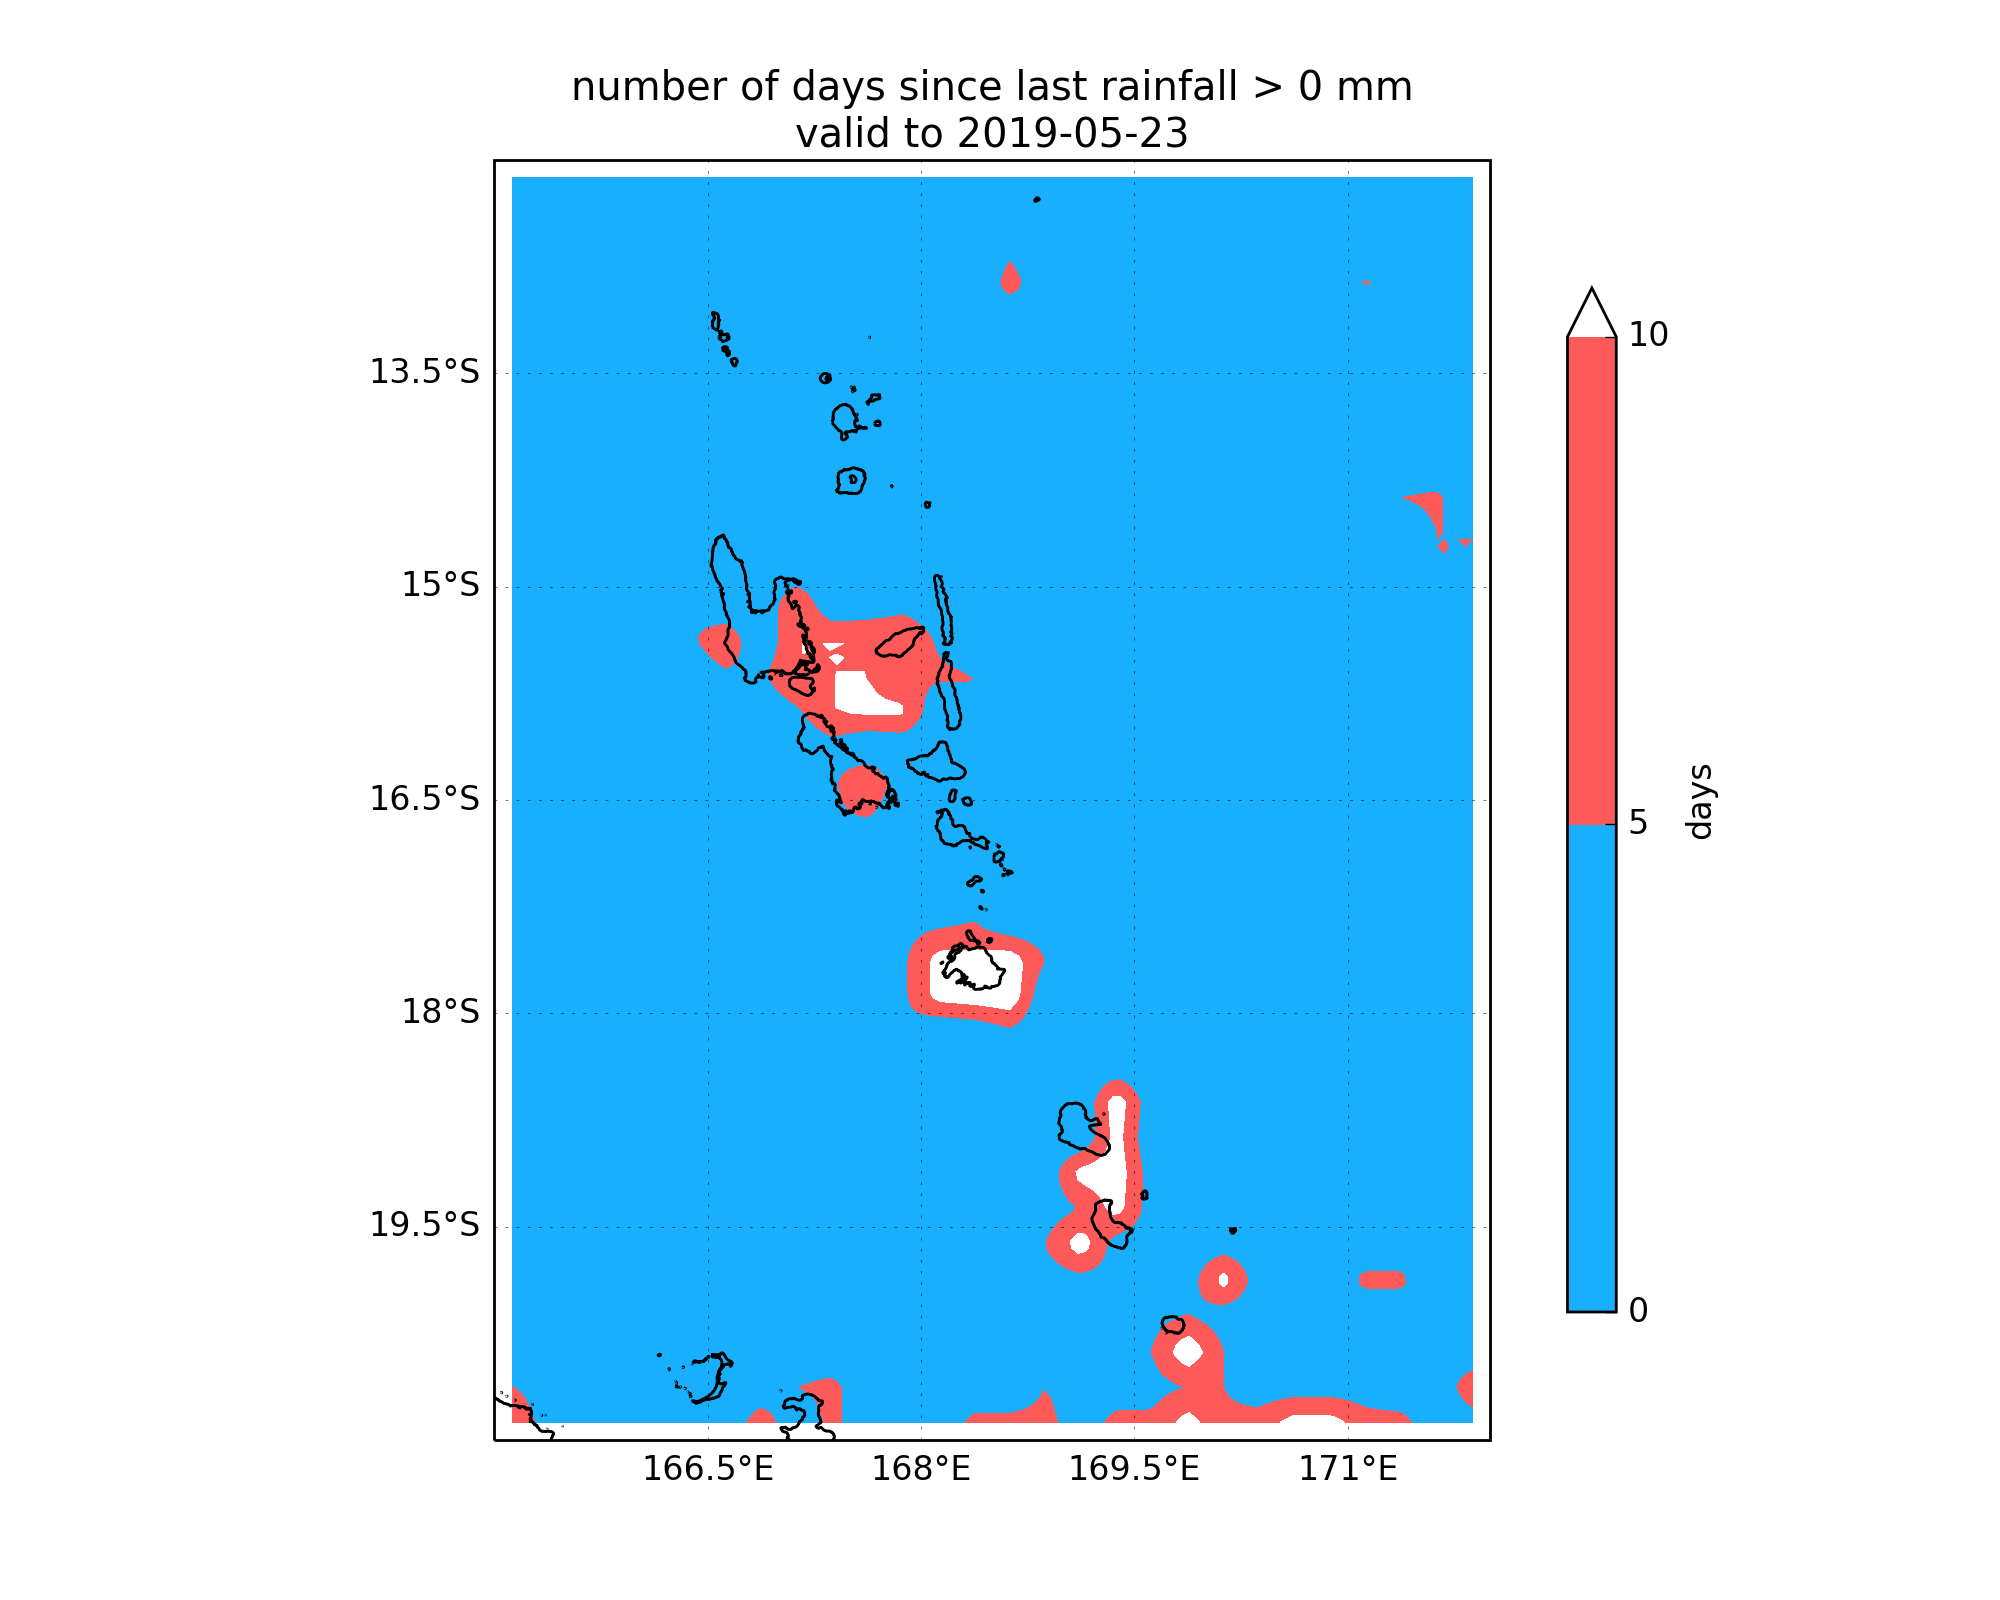 number of days since last rainfall > 0 mm
valid to 2019-05-23
13.5°S
15°S
16.5°S
18°S
19.5°S
166.5°E
168°E
169.5°E
171°E
10
5
0
days